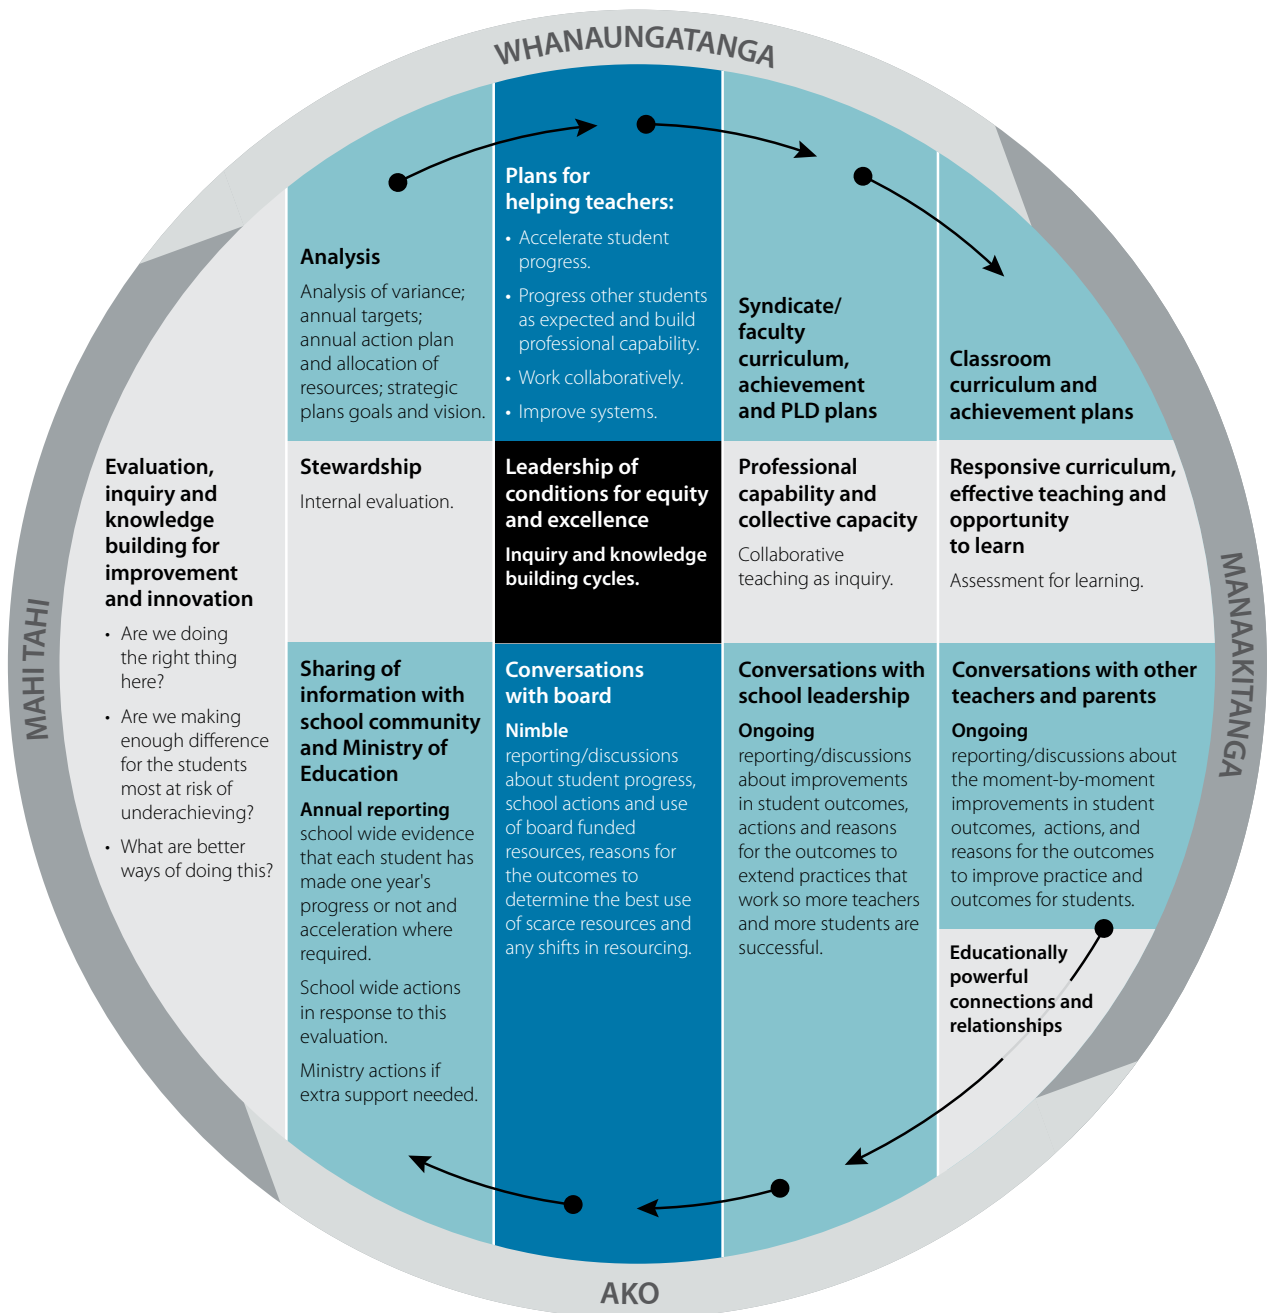 WHANAUNGATANGA
MAHI TAHI
Evaluation,
inquiry and
knowledge
building for
improvement
and innovation
• Are we doing
the right thing
here?
• Are we making
enough difference
for the students
most at risk of
underachieving?
• What are better
ways of doing this?
Analysis
Analysis of variance;
annual targets;
annual action plan
and allocation of
resources; strategic
plans goals and vision.
Stewardship
Internal evaluation.
Sharing of
information with
school community
and Ministry of
Education
Annual reporting
school wide evidence
that each student has
made one year's
progress or not and
acceleration where
required.
School wide actions
in response to this
evaluation.
Ministry actions if
extra support needed.
Plans for
helping teachers:
• Accelerate student
progress.
• Progress other students
as expected and build
professional capability.
• Work collaboratively.
• Improve systems.
Leadership of
conditions for equity
and excellence
Inquiry and knowledge
building cycles.
Conversations
with board
Nimble
reporting/discussions
about student progress,
school actions and use
of board funded
resources, reasons for
the outcomes to
determine the best use
of scarce resources and
any shifts in resourcing.
Syndicate/
faculty
curriculum,
achievement
and PLD plans
Professional
capability and
collective capacity
Collaborative
teaching as inquiry.
Conversations with
school leadership
Ongoing
reporting/discussions
about improvements
in student outcomes,
actions and reasons
for the outcomes to
extend practices that
work so more teachers
and more students are
successful.
Classroom
curriculum and
achievement plans
Responsive curriculum,
effective teaching and
opportunity
to learn
Assessment for learning.
Conversations with other
teachers and parents
Ongoing
reporting/discussions about
the moment-by-moment
improvements in student
outcomes, actions, and
reasons for the outcomes
to improve practice and
outcomes for students.
Educationally
powerful
connections and
relationships
MANAAKITANGA
AKO